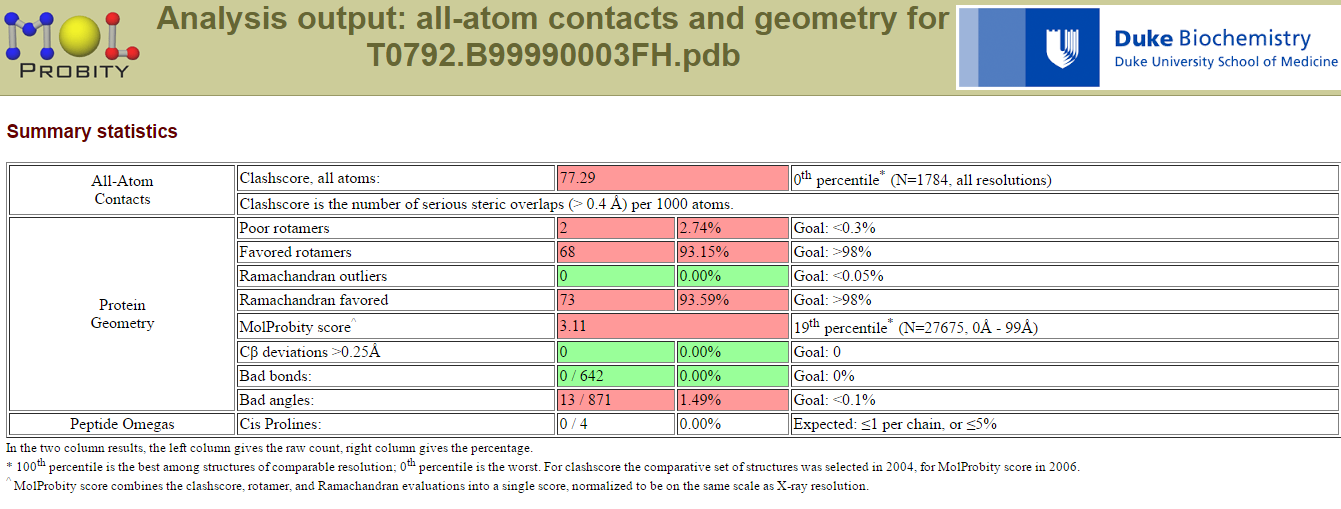 MOL
PROBITY
Analysis output: all-atom contacts and geometry for
T0792.B99990003FH.pdb
Duke Biochemistry
Duke University School of Medicine
Summary statistics
All-Atom
Contacts
Clashscore, all atoms: 77.29 0th percentile* (N=1784, all resolutions)
Clashscore is the number of serious steric overlaps (> 0.4 Å) per 1000 atoms.
Protein
Geometry
Poor rotamers 2 2.74% Goal: <0.3%
Favored rotamers 68 93.15% Goal: >98%
Ramachandran outliers 0 0.00% Goal: <0.05%
Ramachandran favored 73 93.59% Goal: >98%
MolProbity score^ 3.11 19th percentile* (N=27675, 0Å - 99Å)
Cβ deviations >0.25Å 0 0.00% Goal: 0
Bad bonds: 0 / 642 0.00% Goal: 0%
Bad angles: 13 / 871 1.49% Goal: <0.1%
Peptide Omegas Cis Prolines: 0 / 4 0.00% Expected: ≤1 per chain, or ≤5%
In the two column results, the left column gives the raw count, right column gives the percentage.
* 100th percentile is the best among structures of comparable resolution; 0th percentile is the worst. For clashscore the comparative set of structures was selected in 2004, for MolProbity score in 2006.
^ MolProbity score combines the clashscore, rotamer, and Ramachandran evaluations into a single score, normalized to be on the same scale as X-ray resolution.